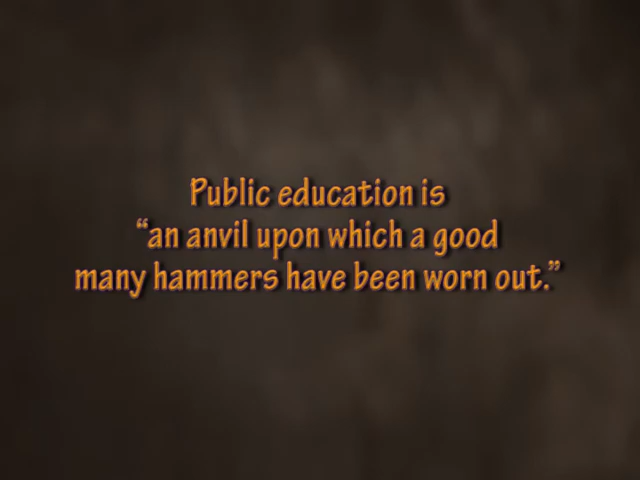 Public education is
“an anvil upon which a good
many hammers have been worn out.”